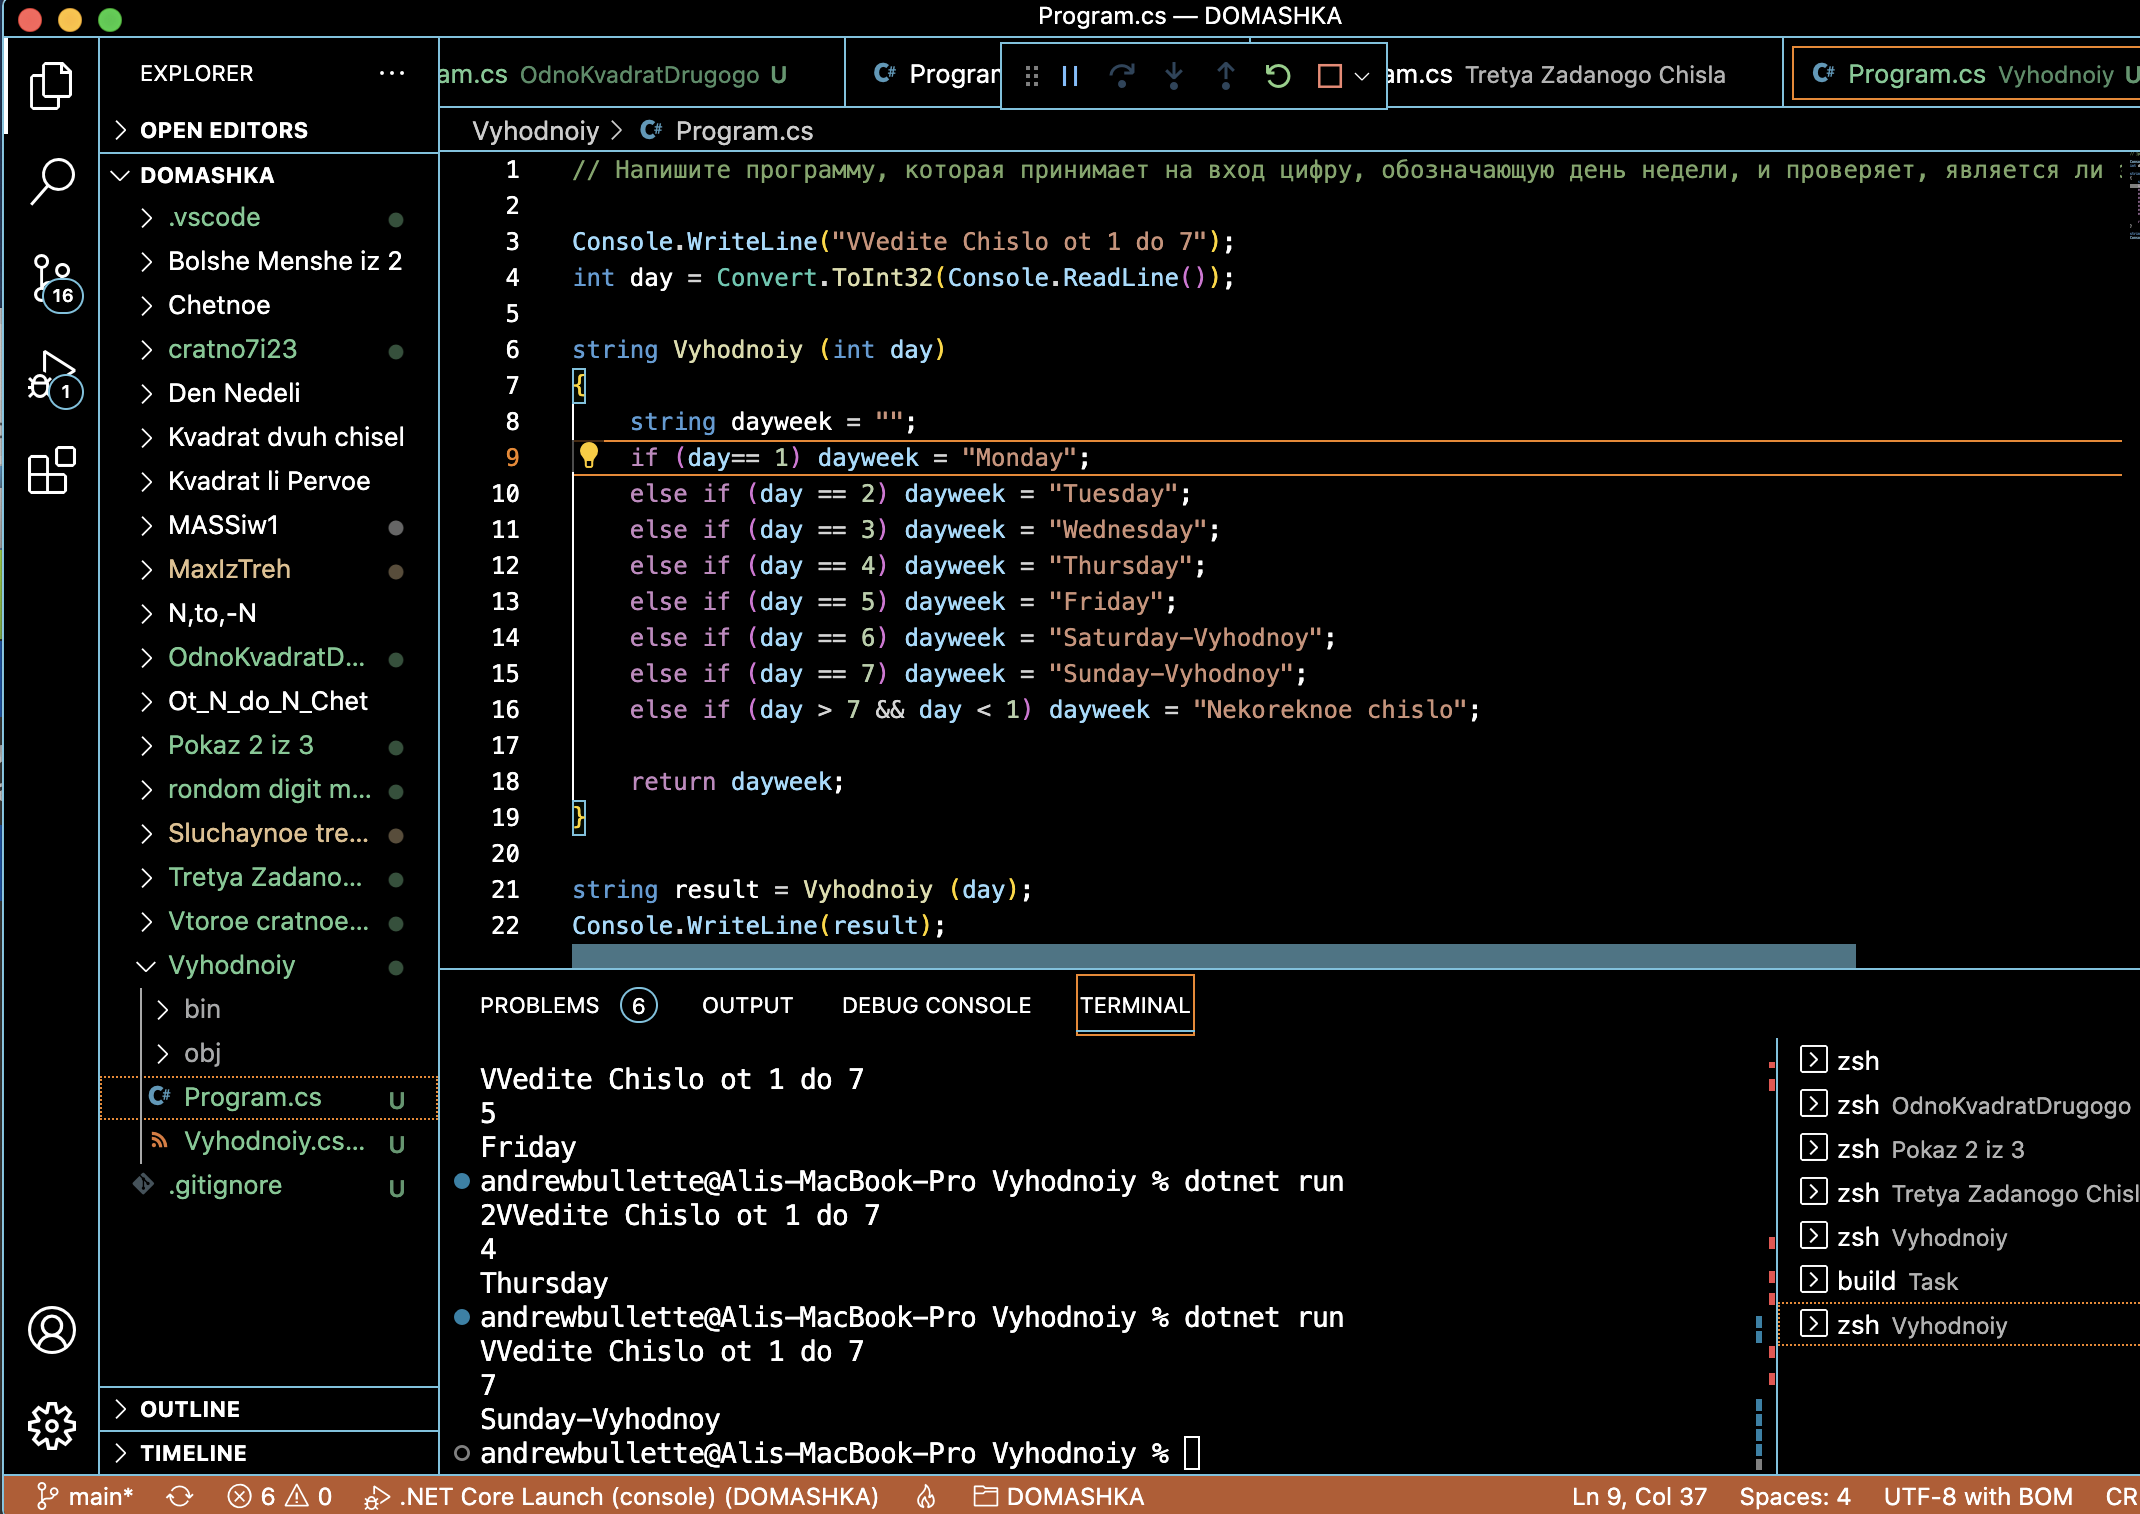 Program.cs — DOMASHKA
EXPLORER
OPEN EDITORS
DOMASHKA
.vscode
Bolshe Menshe iz 2
Chetnoe
cratno7i23
Den Nedeli
Kvadrat dvuh chisel
Kvadrat li Pervoe
MASSiw1
MaxIzTreh
N,to,-N
OdnoKvadratD...
Ot_N_do_N_Chet
Pokaz 2 iz 3
rondom digit m...
Sluchaynoe tre...
Tretya Zadano...
Vtoroe cratnoe...
Vyhodnoiy
bin
obj
Program.cs U
Vyhodnoiy.cs... U
.gitignore U
OUTLINE
TIMELINE
16
1
am.cs OdnoKvadratDrugogo U
C# Program
am.cs Tretya Zadanogo Chisla
C# Program.cs Vyhodnoiy U
Vyhodnoiy > C# Program.cs
1 // Напишите программу, которая принимает на вход цифру, обозначающую день недели, и проверяет, является ли
2
3 Console.WriteLine("VVedite Chislo ot 1 do 7");
4 int day = Convert.ToInt32(Console.ReadLine());
5
6 string Vyhodnoiy (int day)
7 {
8 string dayweek = "";
9 if (day== 1) dayweek = "Monday";
10 else if (day == 2) dayweek = "Tuesday";
11 else if (day == 3) dayweek = "Wednesday";
12 else if (day == 4) dayweek = "Thursday";
13 else if (day == 5) dayweek = "Friday";
14 else if (day == 6) dayweek = "Saturday-Vyhodnoy";
15 else if (day == 7) dayweek = "Sunday-Vyhodnoy";
16 else if (day > 7 && day < 1) dayweek = "Nekoreknoe chislo";
17
18 return dayweek;
19 }
20
21 string result = Vyhodnoiy (day);
22 Console.WriteLine(result);
PROBLEMS 6 OUTPUT DEBUG CONSOLE TERMINAL
VVedite Chislo ot 1 do 7
5
Friday
andrewbullette@Alis-MacBook-Pro Vyhodnoiy % dotnet run
2VVedite Chislo ot 1 do 7
4
Thursday
andrewbullette@Alis-MacBook-Pro Vyhodnoiy % dotnet run
VVedite Chislo ot 1 do 7
7
Sunday-Vyhodnoy
andrewbullette@Alis-MacBook-Pro Vyhodnoiy %
zsh
zsh OdnoKvadratDrugogo
zsh Pokaz 2 iz 3
zsh Tretya Zadanogo Chisl
zsh Vyhodnoiy
build Task
zsh Vyhodnoiy
main* 6 0 .NET Core Launch (console) (DOMASHKA) DOMASHKA Ln 9, Col 37 Spaces: 4 UTF-8 with BOM CR